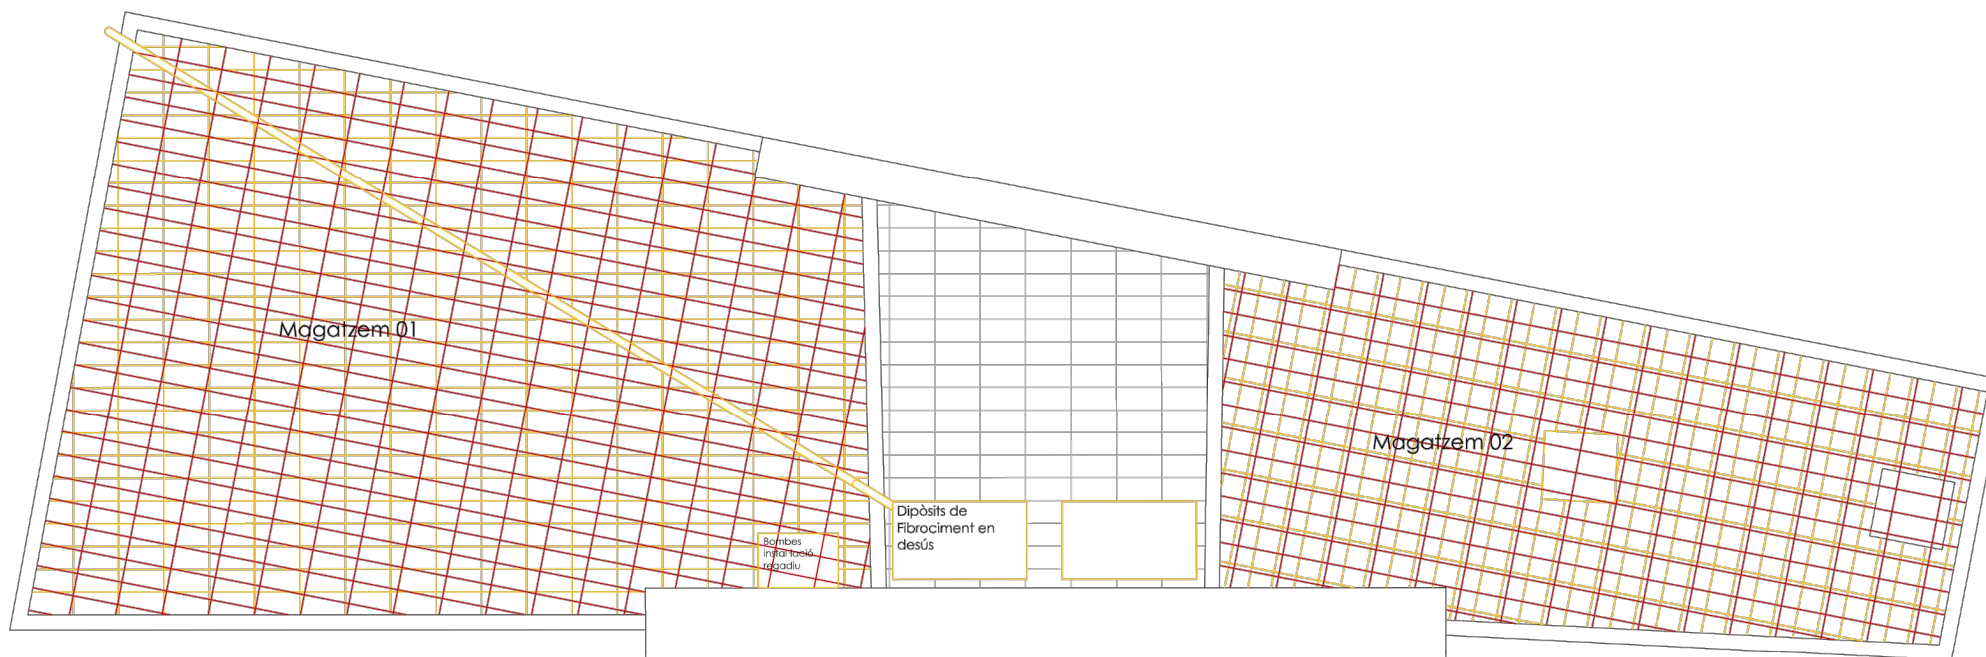 Magatzem 01
Magatzem 02
Dipòsits de
Fibrociment en
desús
Bombes
instal·lació
regadiu